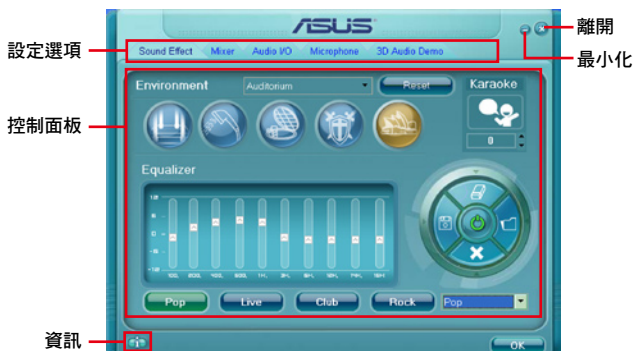 ASUS
離開
設定選項
Sound Effect Mixer Audio I/O Microphone 3D Audio Demo
最小化
Environment Auditorium Reset Karaoke
控制面板
0
Equalizer
Pop Live Club Rock Pop
資訊
OK